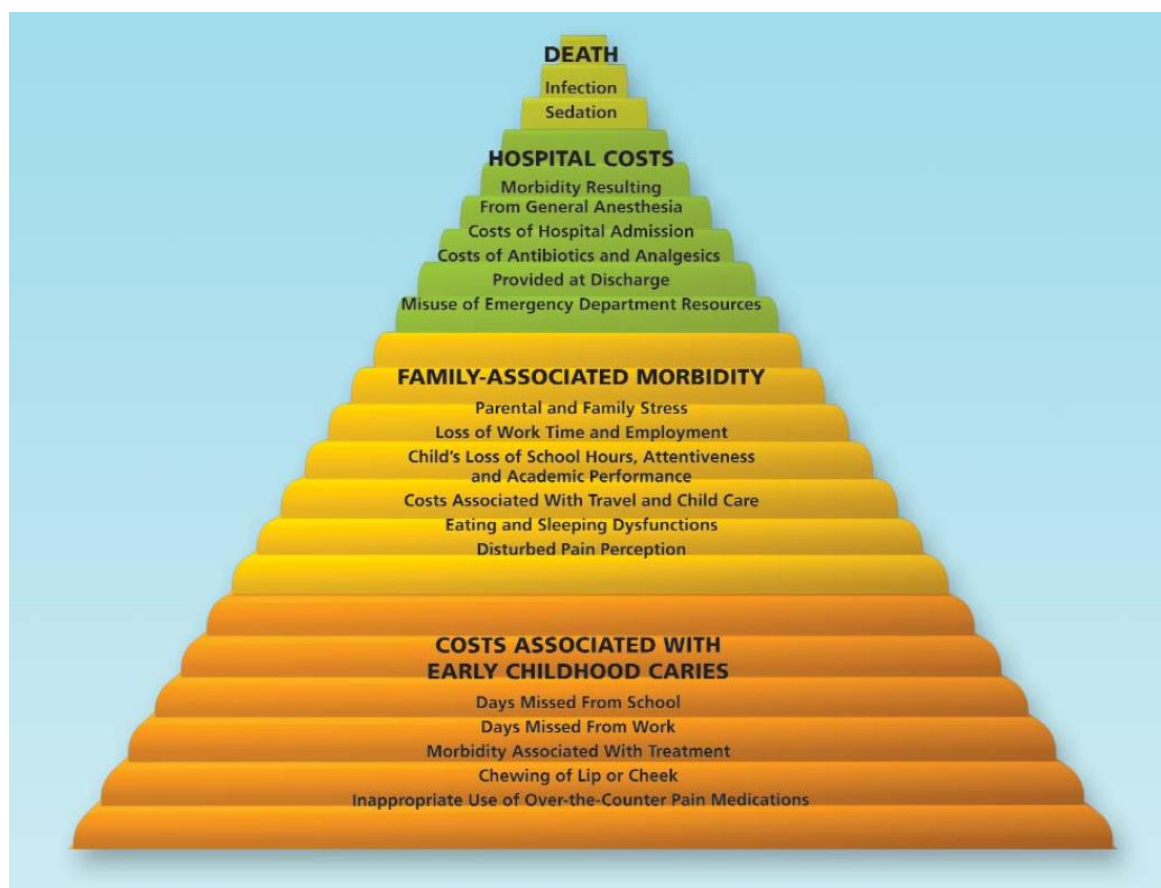 DEATH
Infection
Sedation
HOSPITAL COSTS
Morbidity Resulting
From General Anesthesia
Costs of Hospital Admission
Costs of Antibiotics and Analgesics
Provided at Discharge
Misuse of Emergency Department Resources
FAMILY-ASSOCIATED MORBIDITY
Parental and Family Stress
Loss of Work Time and Employment
Child's Loss of School Hours, Attentiveness
and Academic Performance
Costs Associated With Travel and Child Care
Eating and Sleeping Dysfunctions
Disturbed Pain Perception
COSTS ASSOCIATED WITH
EARLY CHILDHOOD CARIES
Days Missed From School
Days Missed From Work
Morbidity Associated With Treatment
Chewing of Lip or Cheek
Inappropriate Use of Over-the-Counter Pain Medications